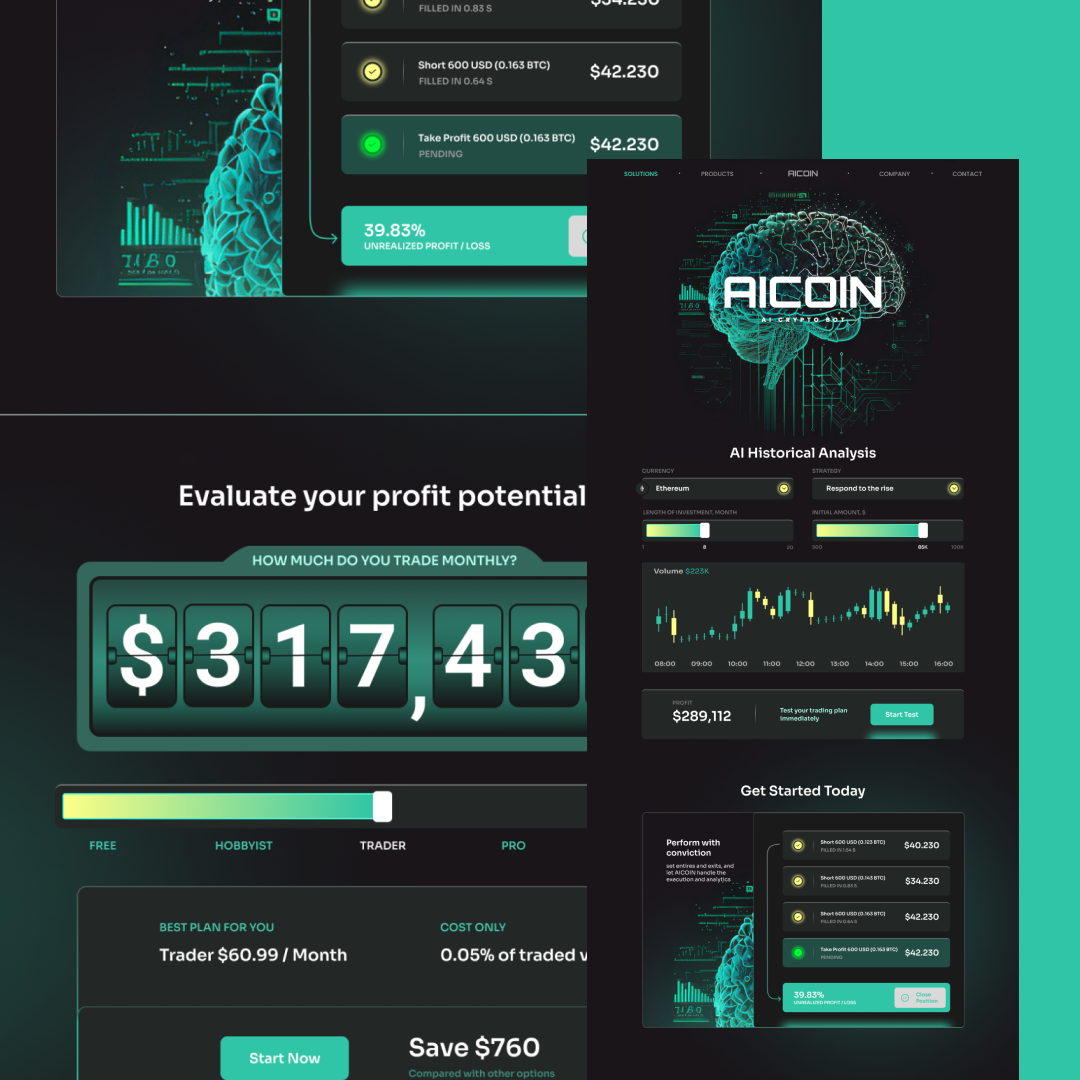 $34.230
FILLED IN 0.83 S
Short 600 USD (0.163 BTC)
$42.230
FILLED IN 0.64 S
Take Profit 600 USD (0.163 BTC)
$42.230
PENDING
39.83%
UNREALIZED PROFIT / LOSS
Evaluate your profit potential
HOW MUCH DO YOU TRADE MONTHLY?
$317,43
FREE
HOBBYIST
TRADER
PRO
BEST PLAN FOR YOU
COST ONLY
Trader $60.99 / Month
0.05% of traded
Start Now
Save $760
Compared with other options
SOLUTIONS
PRODUCTS
AICOIN
COMPANY
CONTACT
AICOIN
AI CRYPTO BOT
AI Historical Analysis
CURRENCY
STRATEGY
Ethereum
Respond to the rise
LENGTH OF INVESTMENT, MONTH
INITIAL AMOUNT, $
1
8
20
500
85K
100K
Volume $223K
08:00 09:00 10:00 11:00 12:00 13:00 14:00 15:00 16:00
PROFIT
$289,112
Test your trading plan
immediately
Start Test
Get Started Today
Perform with
conviction
set entires and exits, and
let AICOIN handle the
execution and analytics
Short 600 USD (0.123 BTC)
$40.230
FILLED IN 1.64 S
Short 600 USD (0.143 BTC)
$34.230
FILLED IN 0.83 S
Short 600 USD (0.163 BTC)
$42.230
FILLED IN 0.64 S
Take Profit 600 USD (0.163 BTC)
$42.230
PENDING
39.83%
UNREALIZED PROFIT / LOSS
Close
Position